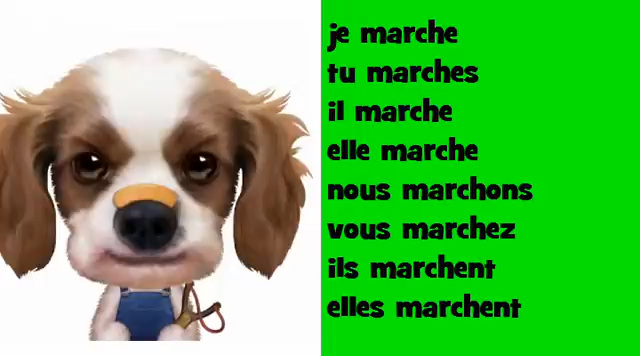 je marche
tu marches
il marche
elle marche
nous marchons
vous marchez
ils marchent
elles marchent